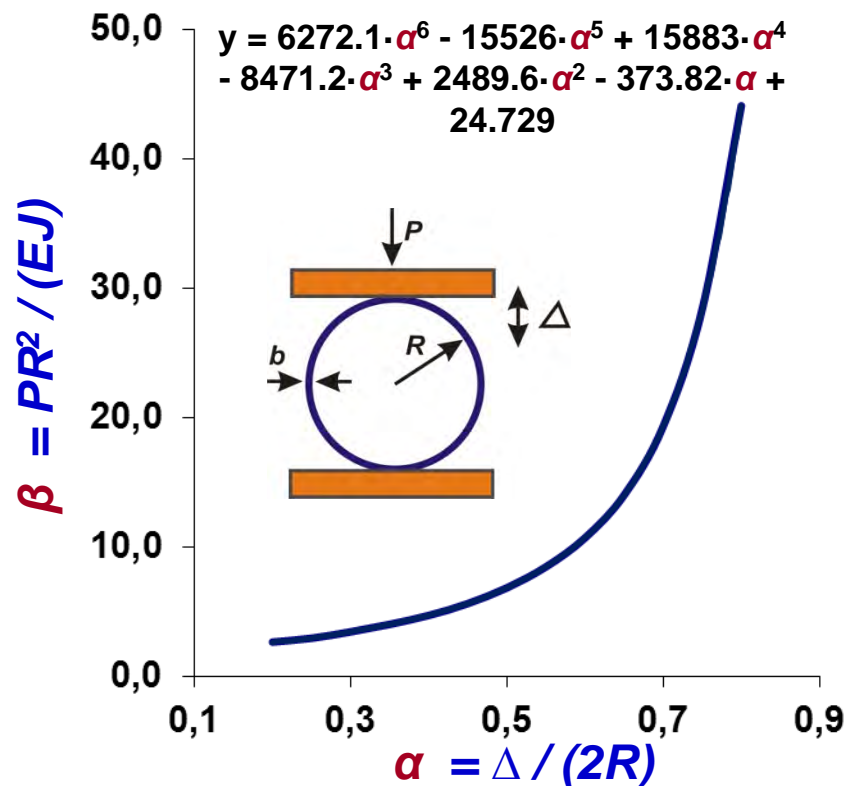 50,0
40,0
30,0
20,0
10,0
0,0
y = 6272.1·α⁶ - 15526·α⁵ + 15883·α⁴
- 8471.2·α³ + 2489.6·α² - 373.82·α +
24.729
P
Δ
R
b
β = PR² / (EJ)
0,1 0,3 0,5 0,7 0,9
α = Δ / (2R)